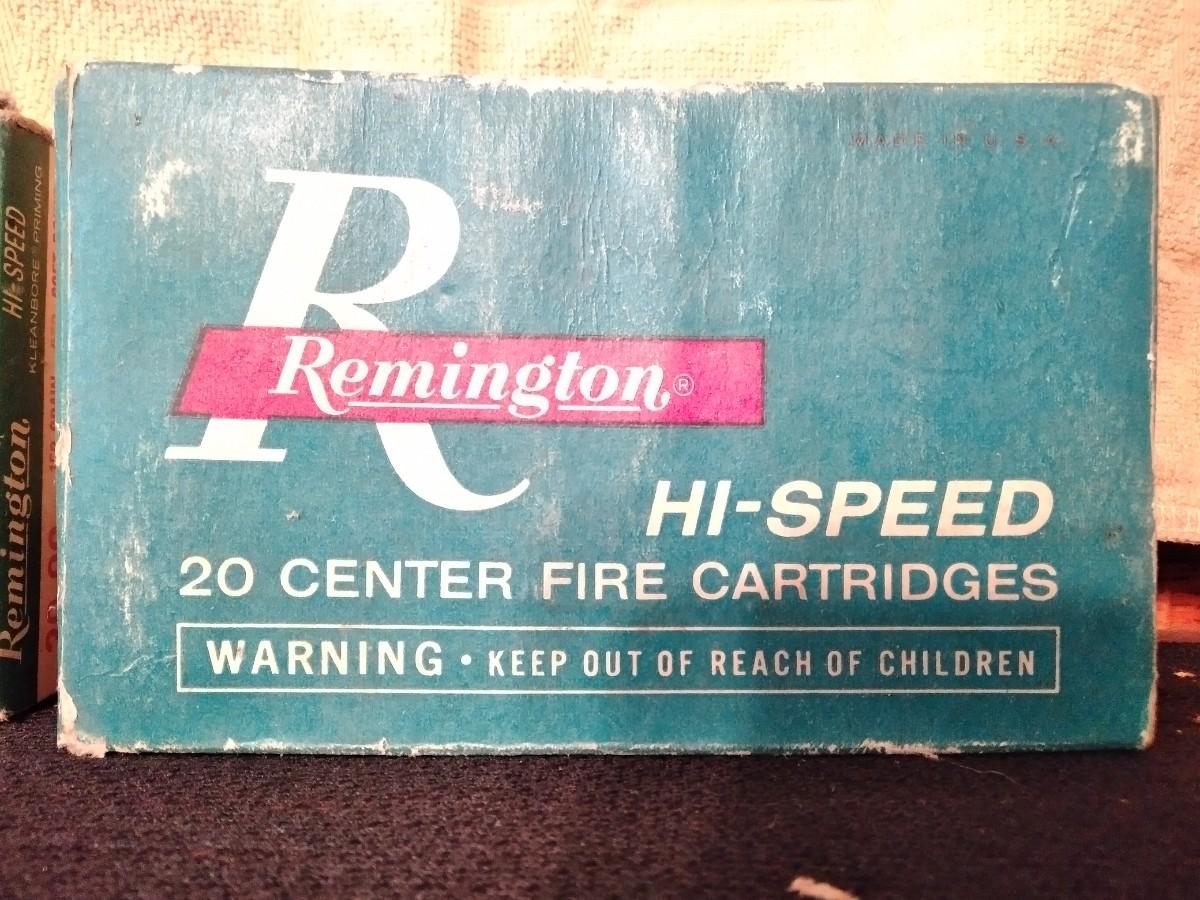 MADE IN U.S.A.
R
Remington®
HI-SPEED
20 CENTER FIRE CARTRIDGES
WARNING • KEEP OUT OF REACH OF CHILDREN
Remington
HI-SPEED
KLEANBORE PRIMING